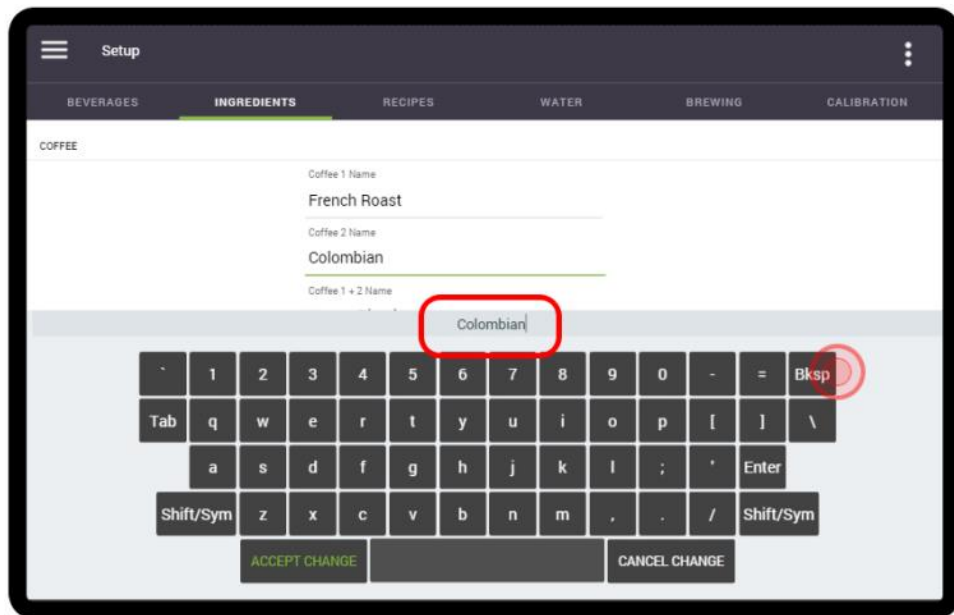 Setup
BEVERAGES INGREDIENTS RECIPES WATER BREWING CALIBRATION
COFFEE
Coffee 1 Name
French Roast
Coffee 2 Name
Colombian
Coffee 1 + 2 Name
Colombian
` 1 2 3 4 5 6 7 8 9 0 - = Bksp
Tab q w e r t y u i o p [ ] \
a s d f g h j k l ; ' Enter
Shift/Sym z x c v b n m , . / Shift/Sym
ACCEPT CHANGE CANCEL CHANGE